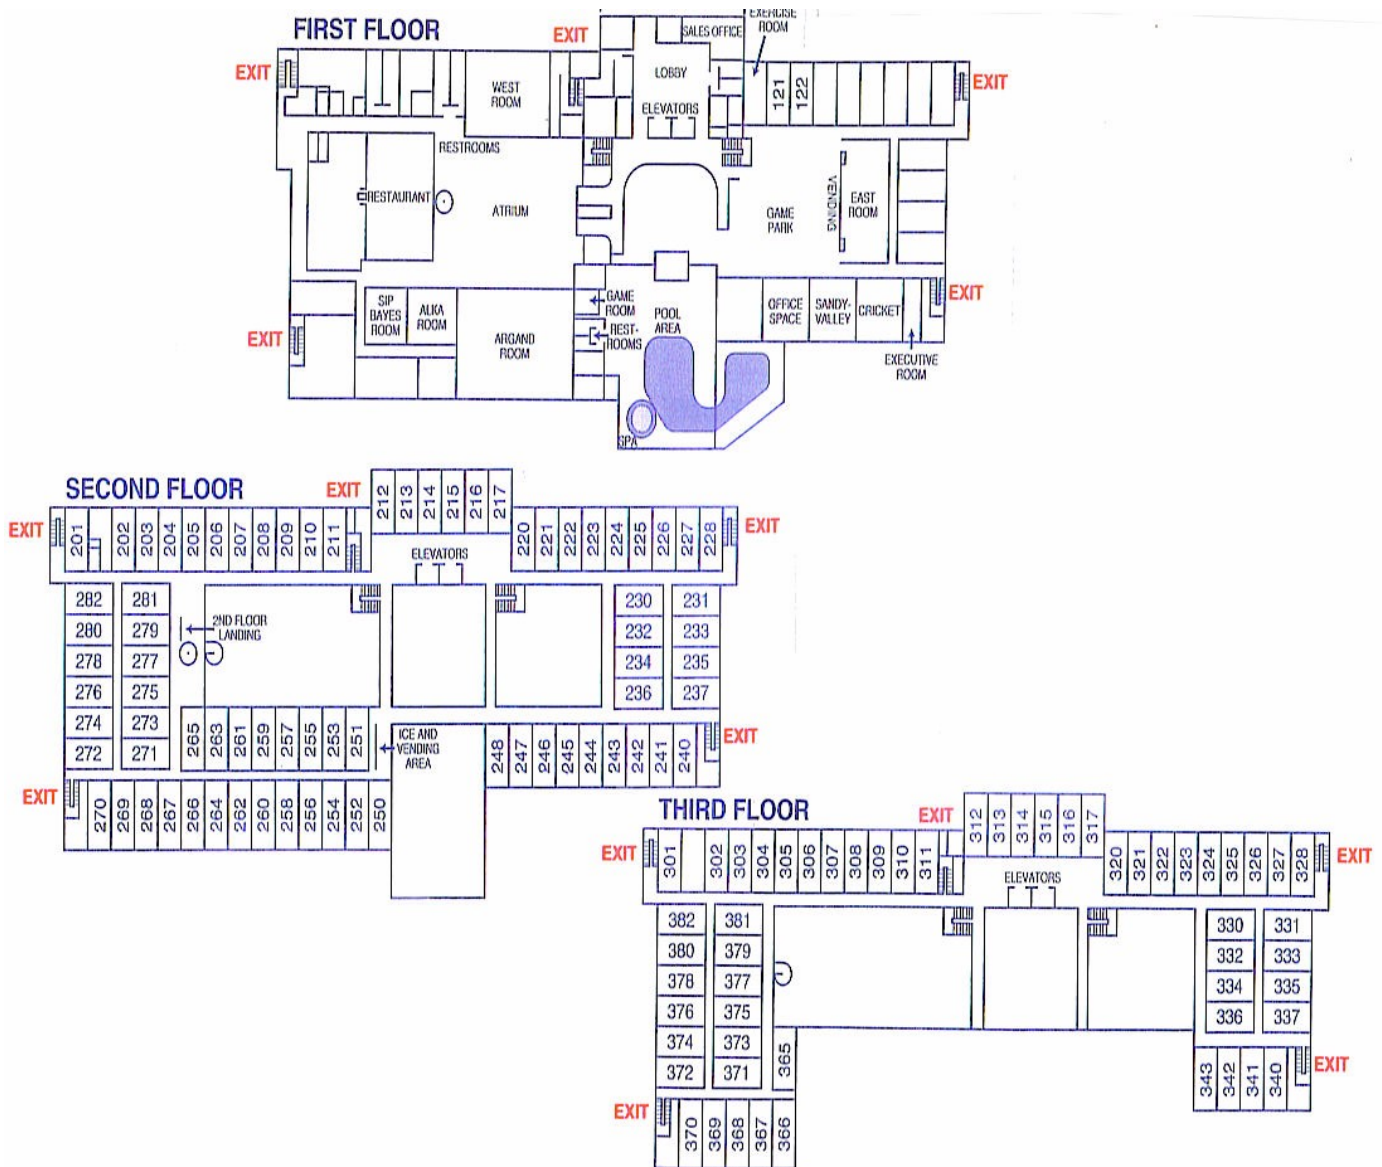 FIRST FLOOR
EXIT
EXERCISE
ROOM
SALES OFFICE
EXIT
LOBBY
EXIT
WEST
ROOM
121
122
ELEVATORS
RESTROOMS
RESTAURANT
ATRIUM
GAME
PARK
VENDING
EAST
ROOM
SIP
BAYES
ROOM
ALKA
ROOM
ARGAND
ROOM
GAME
ROOM
REST-
ROOMS
POOL
AREA
OFFICE
SPACE
SANDY-
VALLEY
CRICKET
EXIT
EXIT
EXECUTIVE
ROOM
SPA
SECOND FLOOR
EXIT
212
213
214
215
216
217
EXIT
201
202
203
204
205
206
207
208
209
210
211
220
221
222
223
224
225
226
227
228
EXIT
ELEVATORS
282
281
280
279
278
277
276
275
274
273
272
271
2ND FLOOR
LANDING
230
231
232
233
234
235
236
237
265
263
261
259
257
255
253
251
ICE AND
VENDING
AREA
248
247
246
245
244
243
242
241
240
EXIT
EXIT
270
269
268
267
266
264
262
260
258
256
254
252
250
THIRD FLOOR
EXIT
312
313
314
315
316
317
EXIT
301
302
303
304
305
306
307
308
309
310
311
320
321
322
323
324
325
326
327
328
EXIT
ELEVATORS
382
381
380
379
378
377
376
375
374
373
372
371
365
330
331
332
333
334
335
336
337
343
342
341
340
EXIT
EXIT
370
369
368
367
366